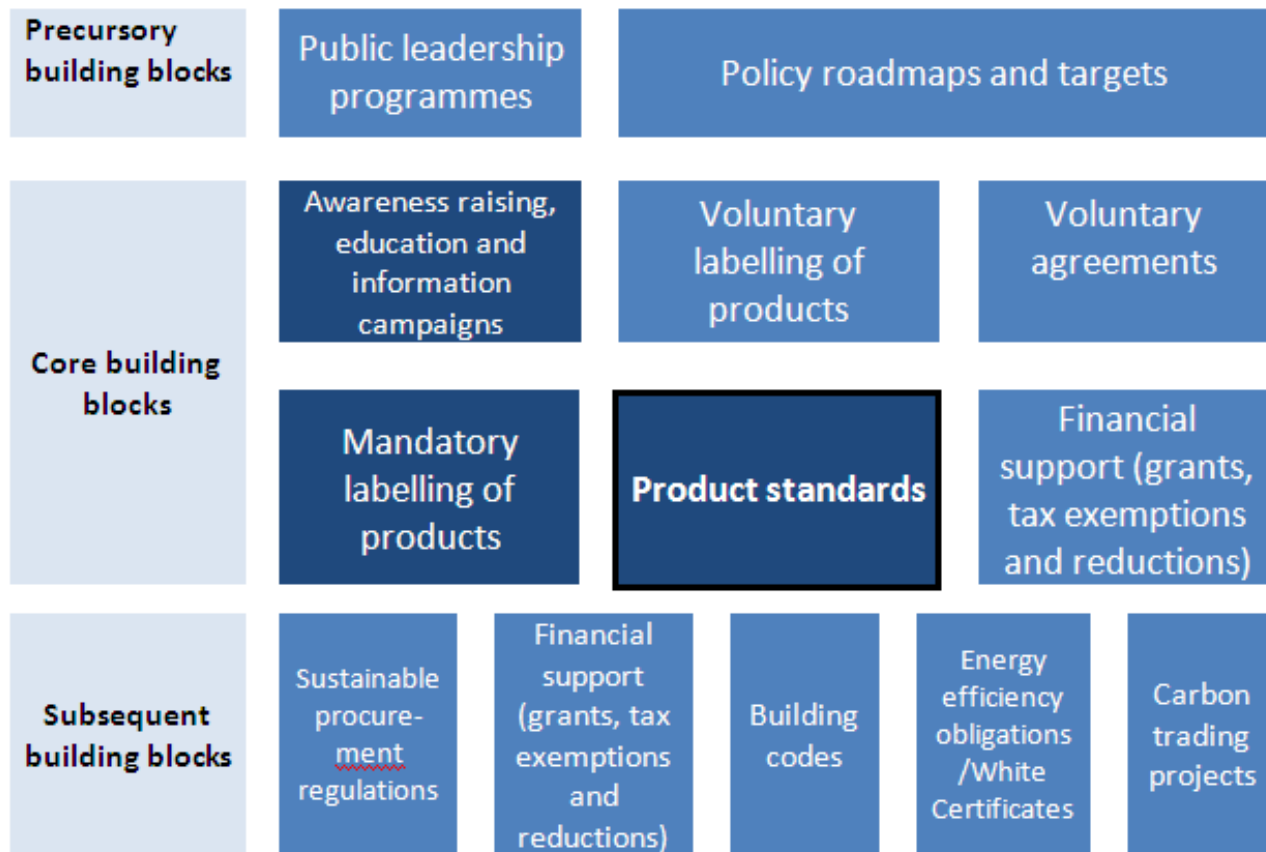 Precursory
building blocks
Public leadership
programmes
Policy roadmaps and targets
Core building
blocks
Awareness raising,
education and
information
campaigns
Voluntary
labelling of
products
Voluntary
agreements
Mandatory
labelling of
products
Product standards
Financial
support (grants,
tax exemptions
and reductions)
Subsequent
building blocks
Sustainable
procure-
ment
regulations
Financial
support
(grants, tax
exemptions
and
reductions)
Building
codes
Energy
efficiency
obligations
/White
Certificates
Carbon
trading
projects